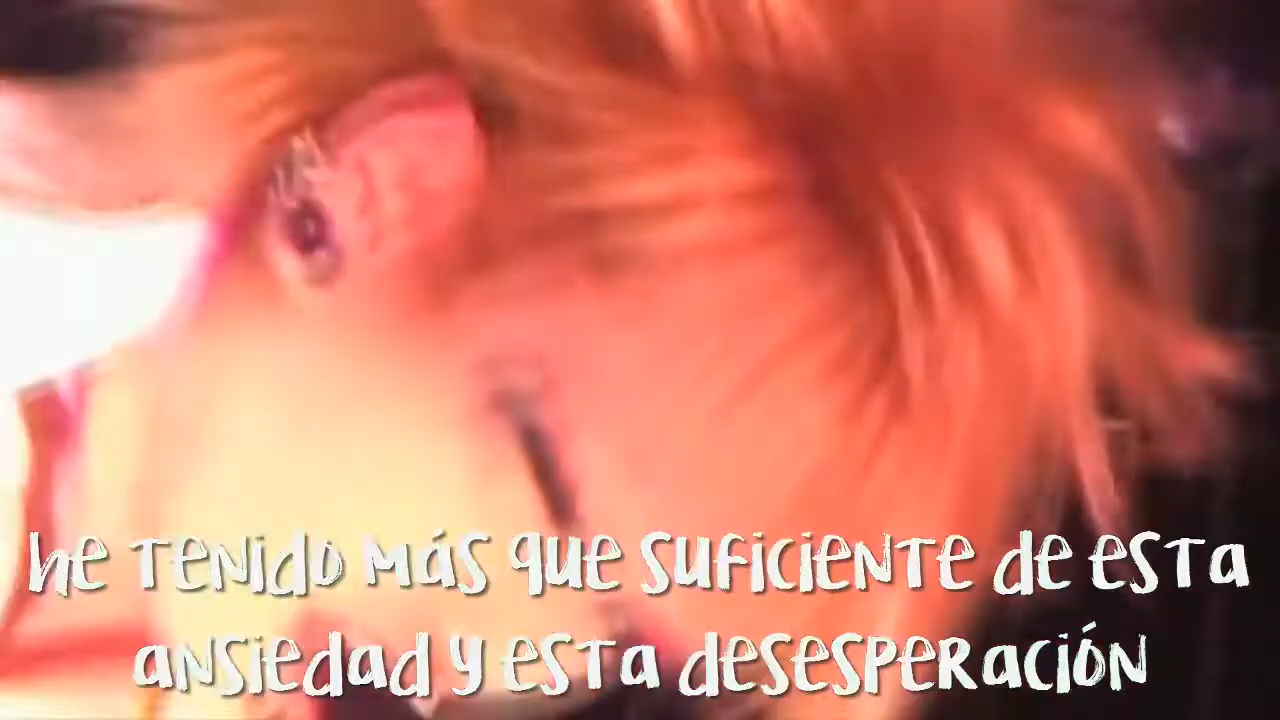 he tenido más que suficiente de esta
ansiedad y esta desesperación